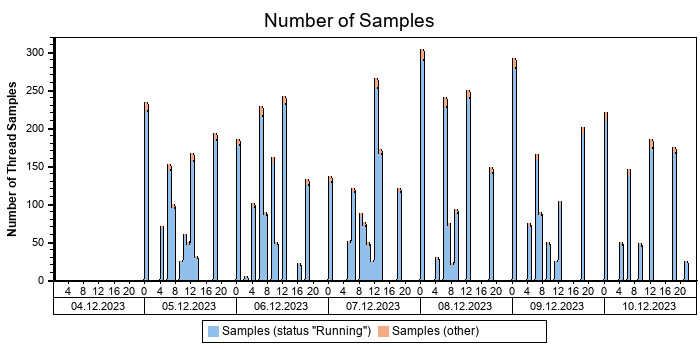 Number of Samples
Number of Thread Samples
300
250
200
150
100
50
0
4 8 12 16 20 0 4 8 12 16 20 0 4 8 12 16 20 0 4 8 12 16 20 0 4 8 12 16 20 0 4 8 12 16 20 0 4 8 12 16 20
04.12.2023 05.12.2023 06.12.2023 07.12.2023 08.12.2023 09.12.2023 10.12.2023
Samples (status "Running") Samples (other)